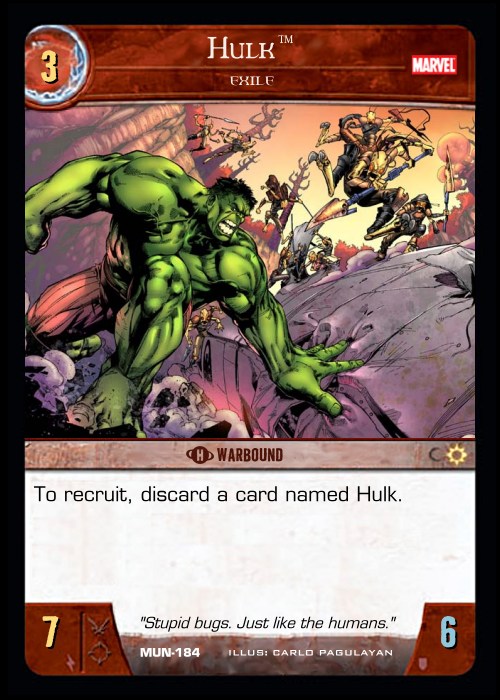 3
Hulk™
EXILE
MARVEL
H WARBOUND
C
To recruit, discard a card named Hulk.
"Stupid bugs. Just like the humans."
7
6
MUN-184 ILLUS: CARLO PAGULAYAN